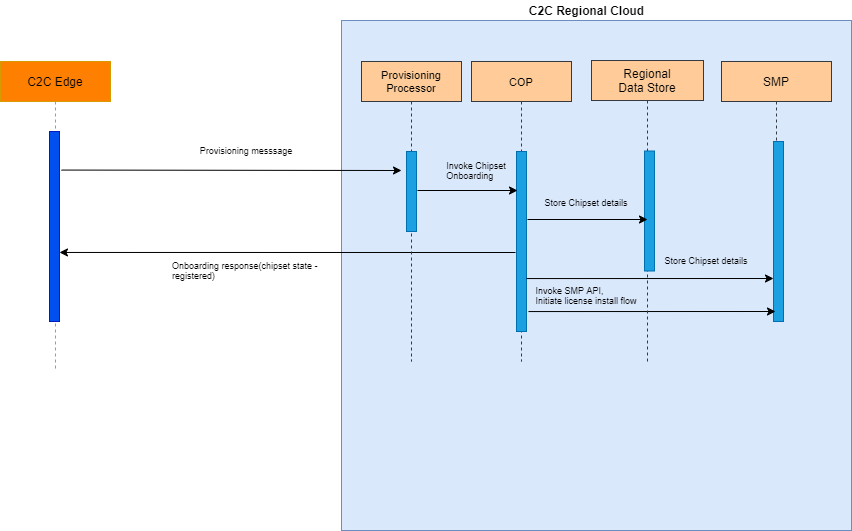 C2C Regional Cloud
C2C Edge
Provisioning
Processor
COP
Regional
Data Store
SMP
Provisioning messsage
Invoke Chipset
Onboarding
Store Chipset details
Onboarding response(chipset state -
registered)
Store Chipset details
Invoke SMP API,
Initiate license install flow